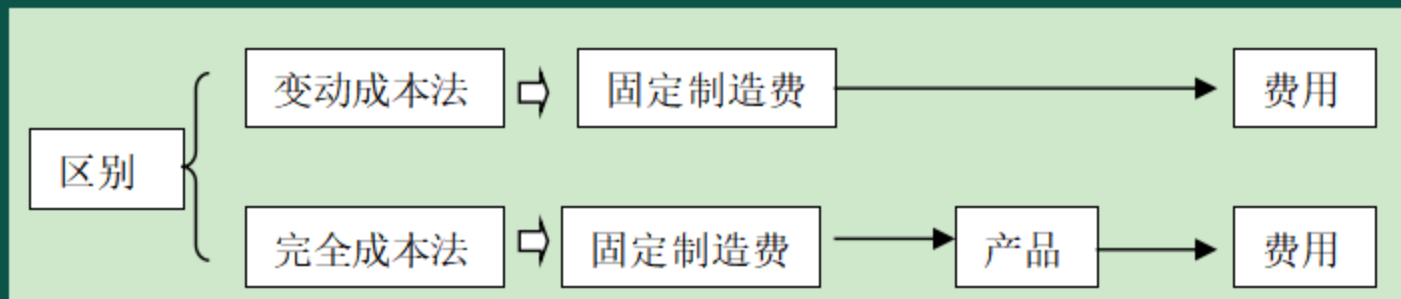 变动成本法
固定制造费
费用
区别
完全成本法
固定制造费
产品
费用